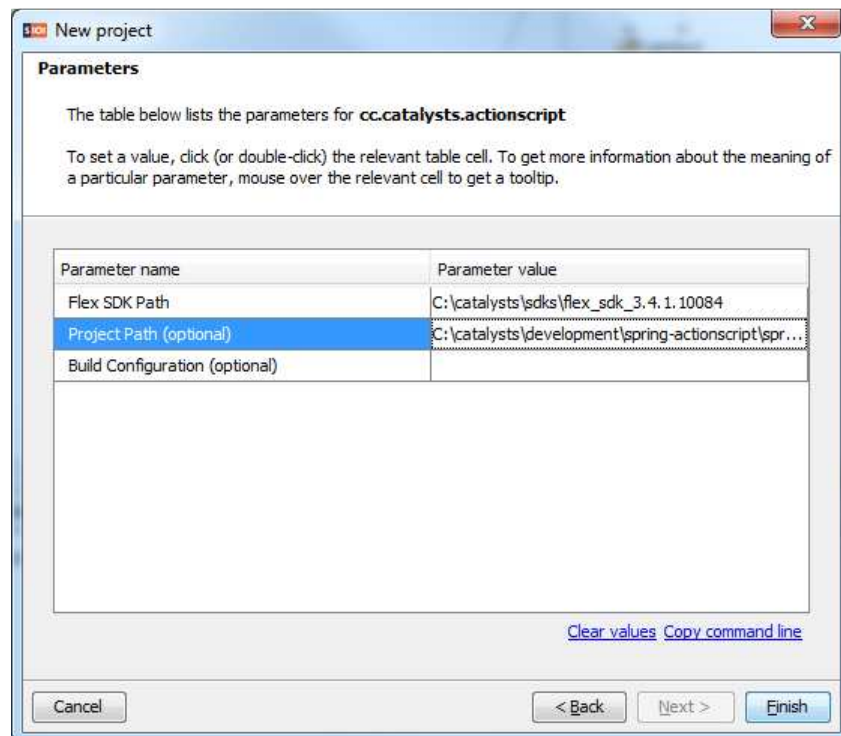 New project
Parameters
The table below lists the parameters for cc.catalysts.actionscript
To set a value, click (or double-click) the relevant table cell. To get more information about the meaning of
a particular parameter, mouse over the relevant cell to get a tooltip.
Parameter name Parameter value
Flex SDK Path C:\catalysts\sdks\flex_sdk_3.4.1.10084
Project Path (optional) C:\catalysts\development\spring-actionscript\spr...
Build Configuration (optional)
Clear values Copy command line
Cancel < Back Next > Finish